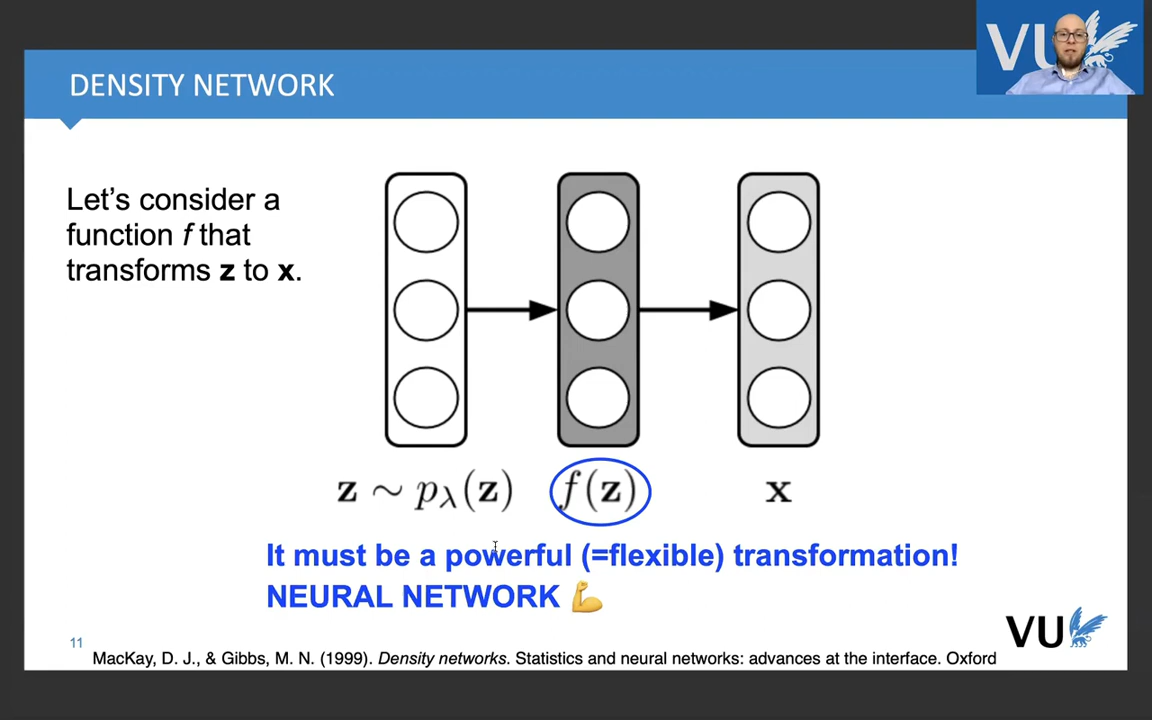 VU
DENSITY NETWORK
Let's consider a
function f that
transforms z to x.
z ∼ pλ(z)
f(z)
x
It must be a powerful (=flexible) transformation!
NEURAL NETWORK 💪
11
MacKay, D. J., & Gibbs, M. N. (1999). Density networks. Statistics and neural networks: advances at the interface. Oxford
VU